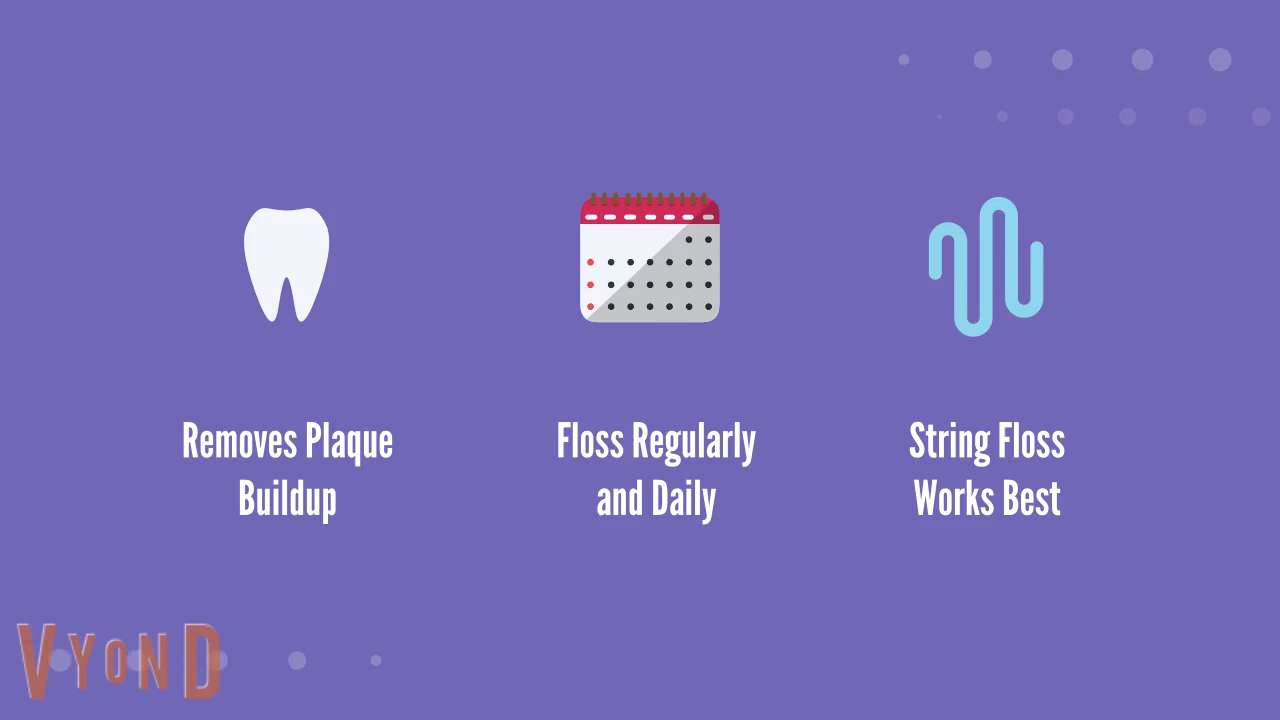 Removes Plaque
Buildup
Floss Regularly
and Daily
String Floss
Works Best
VYOND